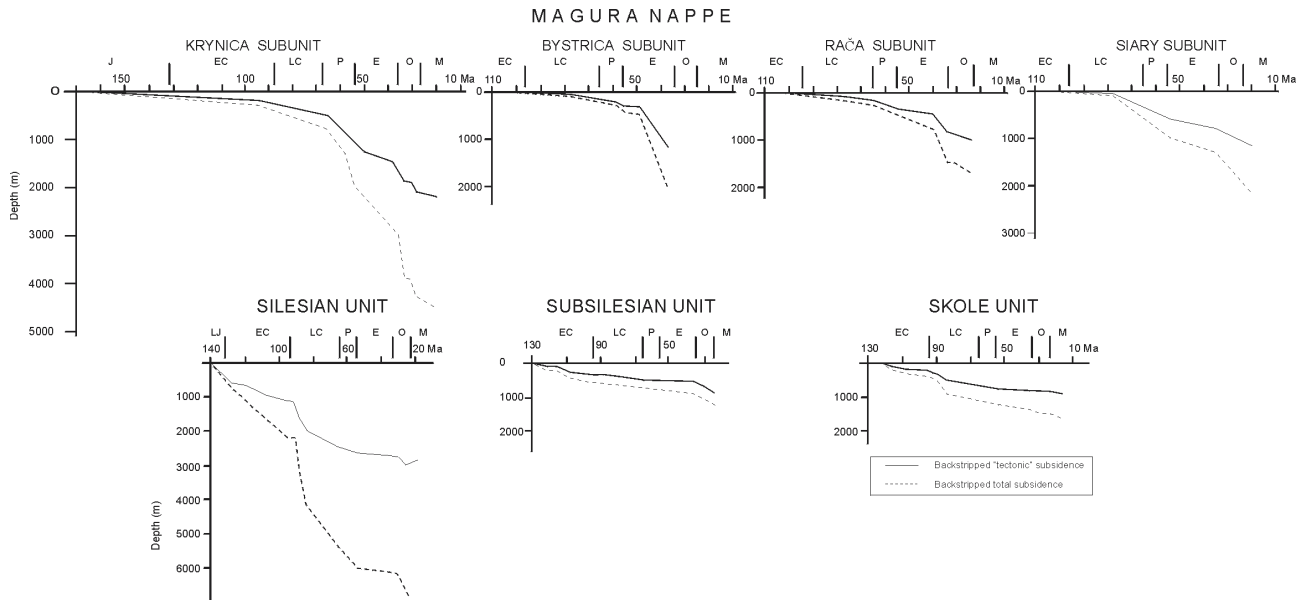 MAGURA NAPPE
KRYNICA SUBUNIT BYSTRICA SUBUNIT RAČA SUBUNIT SIARY SUBUNIT
J EC LC P E O M EC LC P E O M EC LC P E O M EC LC P E O M
150 100 50 10 Ma 110 50 10 Ma 110 50 10 Ma 110 50 10 Ma
O 0 0 0
1000 1000 1000 1000
2000 2000 2000 2000
3000 3000
4000
5000
Depth (m)
SILESIAN UNIT SUBSILESIAN UNIT SKOLE UNIT
LJ EC LC P E O M EC LC P E O M EC LC P E O M
140 100 60 20 Ma 130 90 50 10 Ma 130 90 50 10 Ma
0
1000 1000 1000
2000 2000 2000
3000
4000
5000
6000
Depth (m)
Backstripped "tectonic" subsidence
Backstripped total subsidence